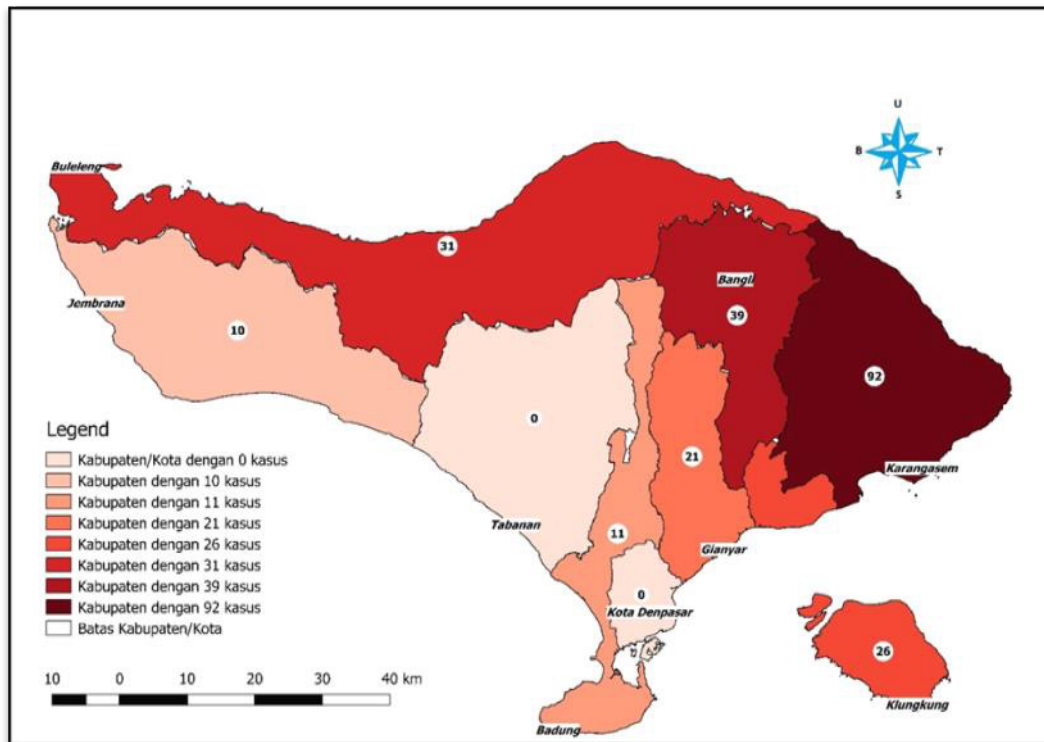 U
B T
S
Buleleng
31
Bangli
Jembrana
39
10
92
0
Legend
Kabupaten/Kota dengan 0 kasus
Kabupaten dengan 10 kasus
Kabupaten dengan 11 kasus
Kabupaten dengan 21 kasus
Kabupaten dengan 26 kasus
Kabupaten dengan 31 kasus
Kabupaten dengan 39 kasus
Kabupaten dengan 92 kasus
Batas Kabupaten/Kota
21
Karangasem
Tabanan
11
Gianyar
0
Kota Denpasar
26
10 0 10 20 30 40 km
Klungkung
Badung